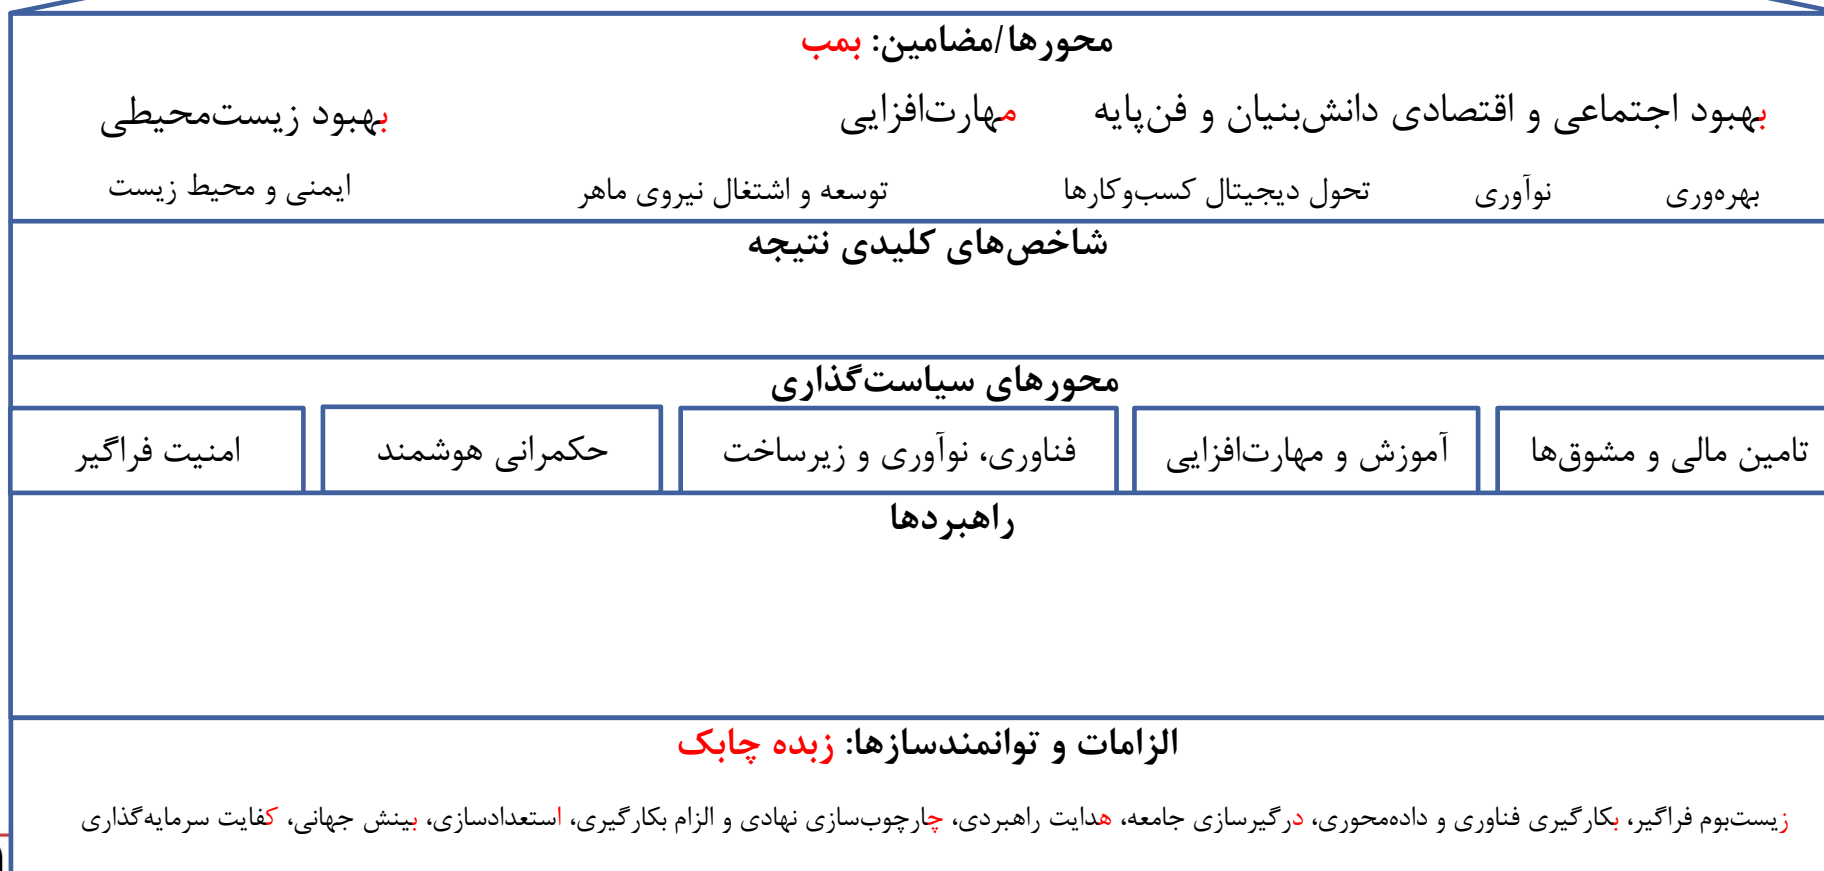 محورها/مضامین: بمب
بهبود اجتماعی و اقتصادی دانش‌بنیان و فن‌پایه مهارت‌افزایی بهبود زیست‌محیطی
بهره‌وری نوآوری تحول دیجیتال کسب‌وکارها توسعه و اشتغال نیروی ماهر ایمنی و محیط زیست
شاخص‌های کلیدی نتیجه
محورهای سیاست‌گذاری
تامین مالی و مشوق‌ها آموزش و مهارت‌افزایی فناوری، نوآوری و زیرساخت حکمرانی هوشمند امنیت فراگیر
راهبردها
الزامات و توانمندسازها: زبده چابک
زیست‌بوم فراگیر، بکارگیری فناوری و داده‌محوری، درگیرسازی جامعه، هدایت راهبردی، چارچوب‌سازی نهادی و الزام بکارگیری، استعدادسازی، بینش جهانی، کفایت سرمایه‌گذاری